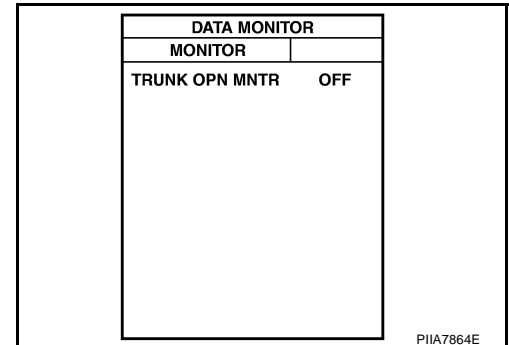 DATA MONITOR
MONITOR
TRUNK OPN MNTR OFF
PIIA7864E